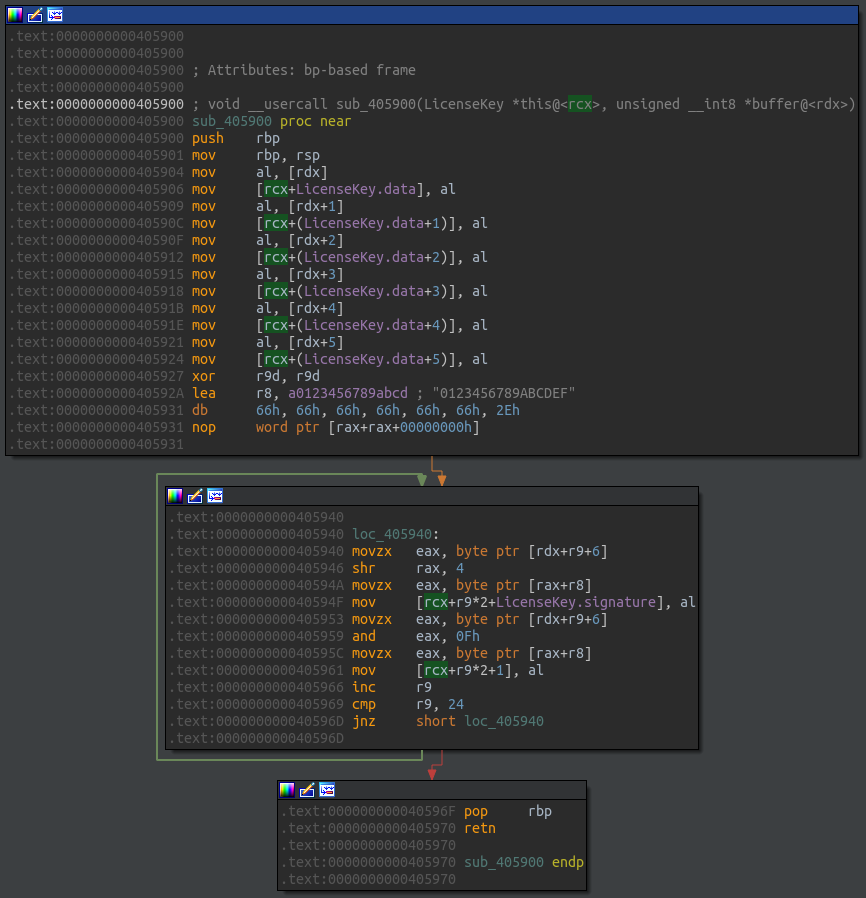 .text:0000000000405900
.text:0000000000405900
.text:0000000000405900 ; Attributes: bp-based frame
.text:0000000000405900
.text:0000000000405900 ; void __usercall sub_405900(LicenseKey *this@<rcx>, unsigned __int8 *buffer@<rdx>)
.text:0000000000405900 sub_405900 proc near
.text:0000000000405900 push    rbp
.text:0000000000405901 mov     rbp, rsp
.text:0000000000405904 mov     al, [rdx]
.text:0000000000405906 mov     [rcx+LicenseKey.data], al
.text:0000000000405909 mov     al, [rdx+1]
.text:000000000040590C mov     [rcx+(LicenseKey.data+1)], al
.text:000000000040590F mov     al, [rdx+2]
.text:0000000000405912 mov     [rcx+(LicenseKey.data+2)], al
.text:0000000000405915 mov     al, [rdx+3]
.text:0000000000405918 mov     [rcx+(LicenseKey.data+3)], al
.text:000000000040591B mov     al, [rdx+4]
.text:000000000040591E mov     [rcx+(LicenseKey.data+4)], al
.text:0000000000405921 mov     al, [rdx+5]
.text:0000000000405924 mov     [rcx+(LicenseKey.data+5)], al
.text:0000000000405927 xor     r9d, r9d
.text:000000000040592A lea     r8, a0123456789abcd ; "0123456789ABCDEF"
.text:0000000000405931 db      66h, 66h, 66h, 66h, 66h, 66h, 2Eh
.text:0000000000405931 nop     word ptr [rax+rax+00000000h]
.text:0000000000405931
.text:0000000000405940
.text:0000000000405940 loc_405940:
.text:0000000000405940 movzx   eax, byte ptr [rdx+r9+6]
.text:0000000000405946 shr     rax, 4
.text:000000000040594A movzx   eax, byte ptr [rax+r8]
.text:000000000040594F mov     [rcx+r9*2+LicenseKey.signature], al
.text:0000000000405953 movzx   eax, byte ptr [rdx+r9+6]
.text:0000000000405959 and     eax, 0Fh
.text:000000000040595C movzx   eax, byte ptr [rax+r8]
.text:0000000000405961 mov     [rcx+r9*2+1], al
.text:0000000000405966 inc     r9
.text:0000000000405969 cmp     r9, 24
.text:000000000040596D jnz     short loc_405940
.text:000000000040596D
.text:000000000040596F pop     rbp
.text:0000000000405970 retn
.text:0000000000405970
.text:0000000000405970 sub_405900 endp
.text:0000000000405970